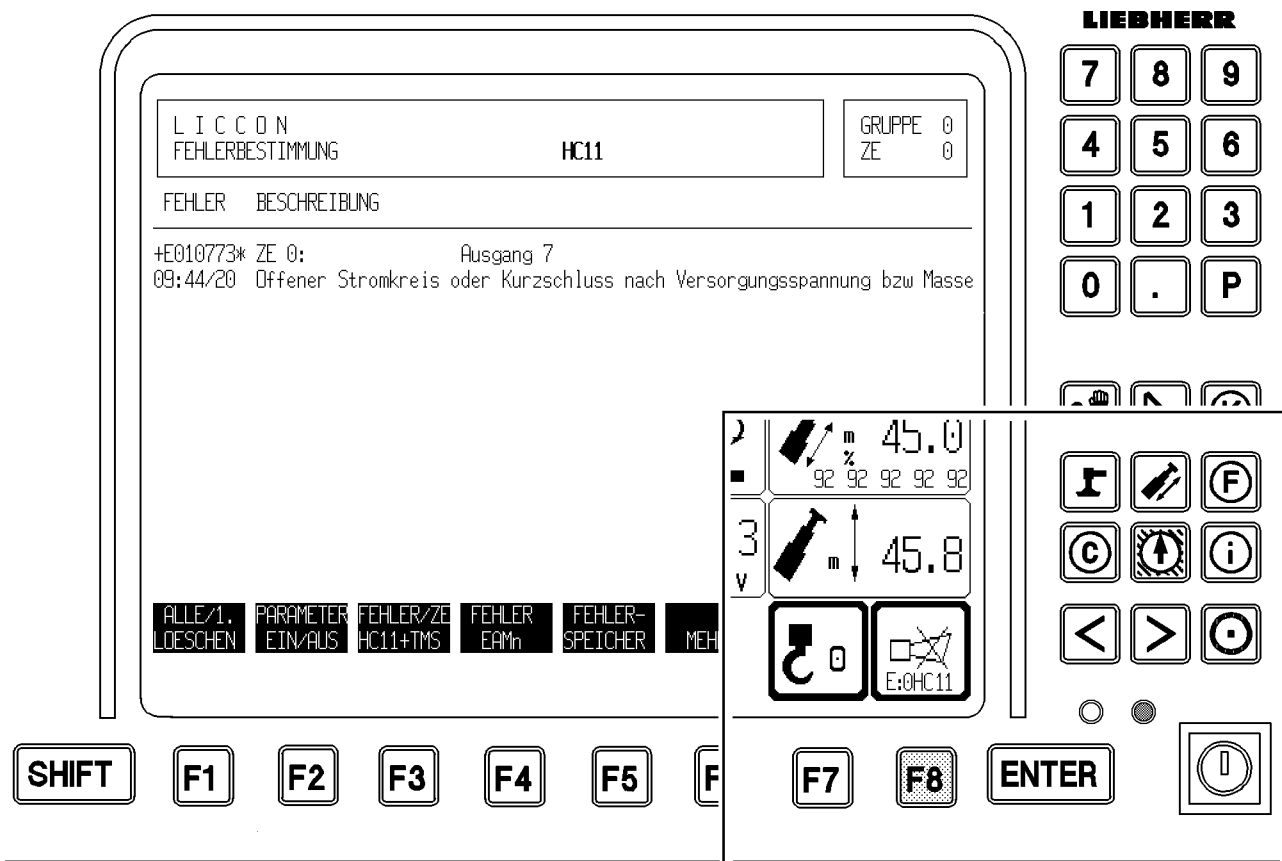 LIEBHERR
L I C C O N
FEHLERBESTIMMUNG HC11
GRUPPE 0
ZE 0
FEHLER BESCHREIBUNG
+E010773* ZE 0: Ausgang 7
09:44/20 Offener Stromkreis oder Kurzschluss nach Versorgungsspannung bzw Masse
7 8 9
4 5 6
1 2 3
0 . P
m 45.0
%
92 92 92 92 92
3
V
m 45.8
0
E:0HC11
ALLE/1. PARAMETER FEHLER/ZE FEHLER FEHLER-
LOESCHEN EIN/AUS HC11+TMS EAMn SPEICHER MEH
F
C i
< >
SHIFT F1 F2 F3 F4 F5 F F7 F8 ENTER